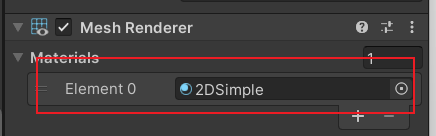 Mesh Renderer
Materials 1
Element 0 2DSimple